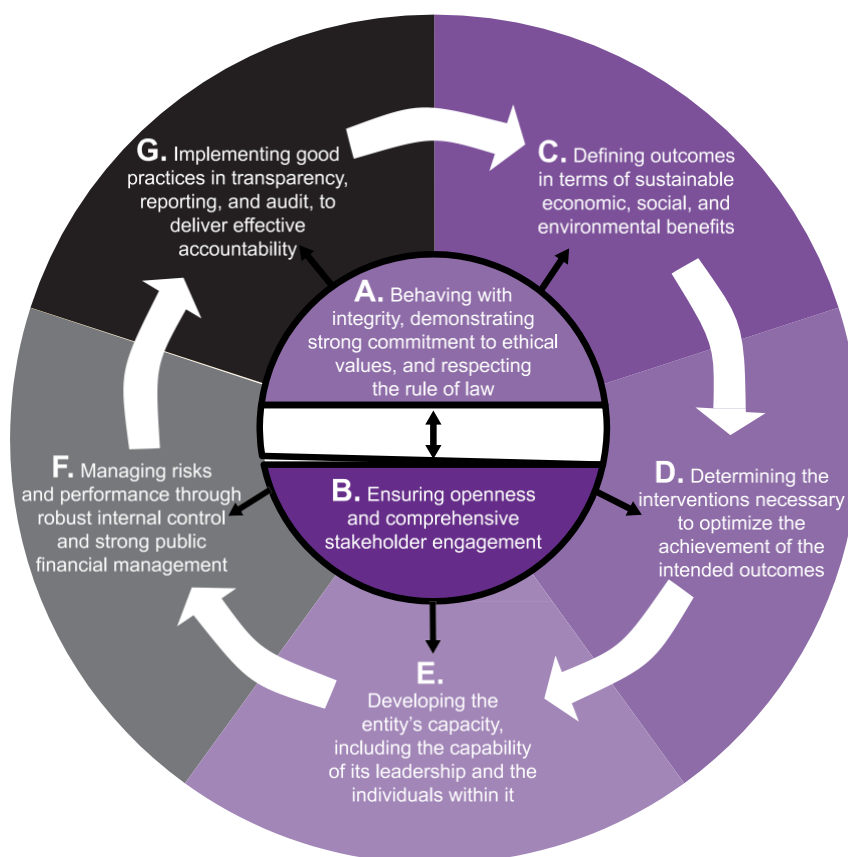 G. Implementing good
practices in transparency,
reporting, and audit, to
deliver effective
accountability
C. Defining outcomes
in terms of sustainable
economic, social, and
environmental benefits
A. Behaving with
integrity, demonstrating
strong commitment to ethical
values, and respecting
the rule of law
B. Ensuring openness
and comprehensive
stakeholder engagement
D. Determining the
interventions necessary
to optimize the
achievement of the
intended outcomes
E.
Developing the
entity's capacity,
including the capability
of its leadership and the
individuals within it
F. Managing risks
and performance through
robust internal control
and strong public
financial management